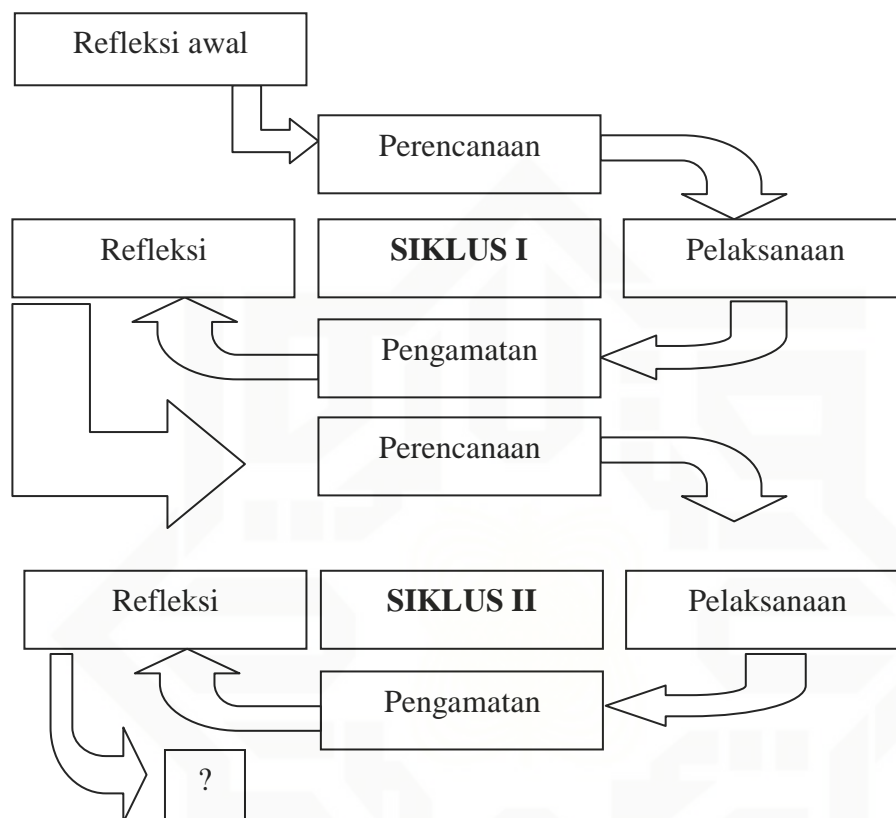 Refleksi awal
Perencanaan
Refleksi
SIKLUS I
Pelaksanaan
Pengamatan
Perencanaan
Refleksi
SIKLUS II
Pelaksanaan
Pengamatan
?